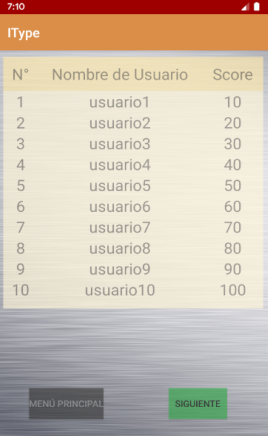 7:10
IType
N° Nombre de Usuario Score
1 usuario1 10
2 usuario2 20
3 usuario3 30
4 usuario4 40
5 usuario5 50
6 usuario6 60
7 usuario7 70
8 usuario8 80
9 usuario9 90
10 usuario10 100
MENÚ PRINCIPAL SIGUIENTE